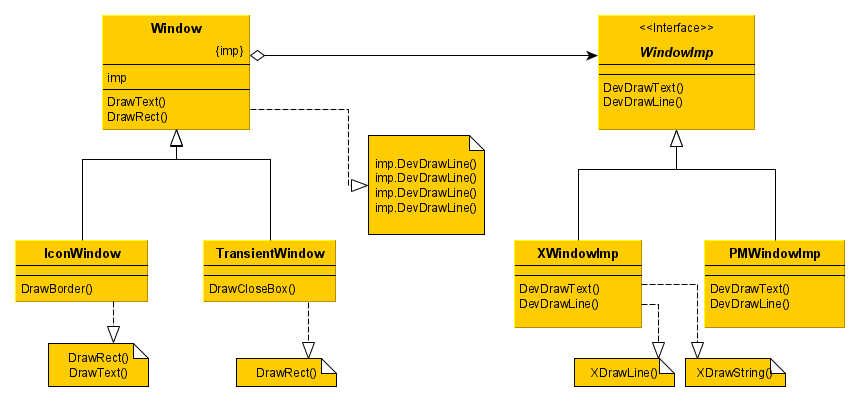 Window
{imp}
imp
DrawText()
DrawRect()
<<Interface>>
WindowImp
DevDrawText()
DevDrawLine()
imp.DevDrawLine()
imp.DevDrawLine()
imp.DevDrawLine()
imp.DevDrawLine()
IconWindow
DrawBorder()
TransientWindow
DrawCloseBox()
XWindowImp
DevDrawText()
DevDrawLine()
PMWindowImp
DevDrawText()
DevDrawLine()
DrawRect()
DrawText()
DrawRect()
XDrawLine()
XDrawString()